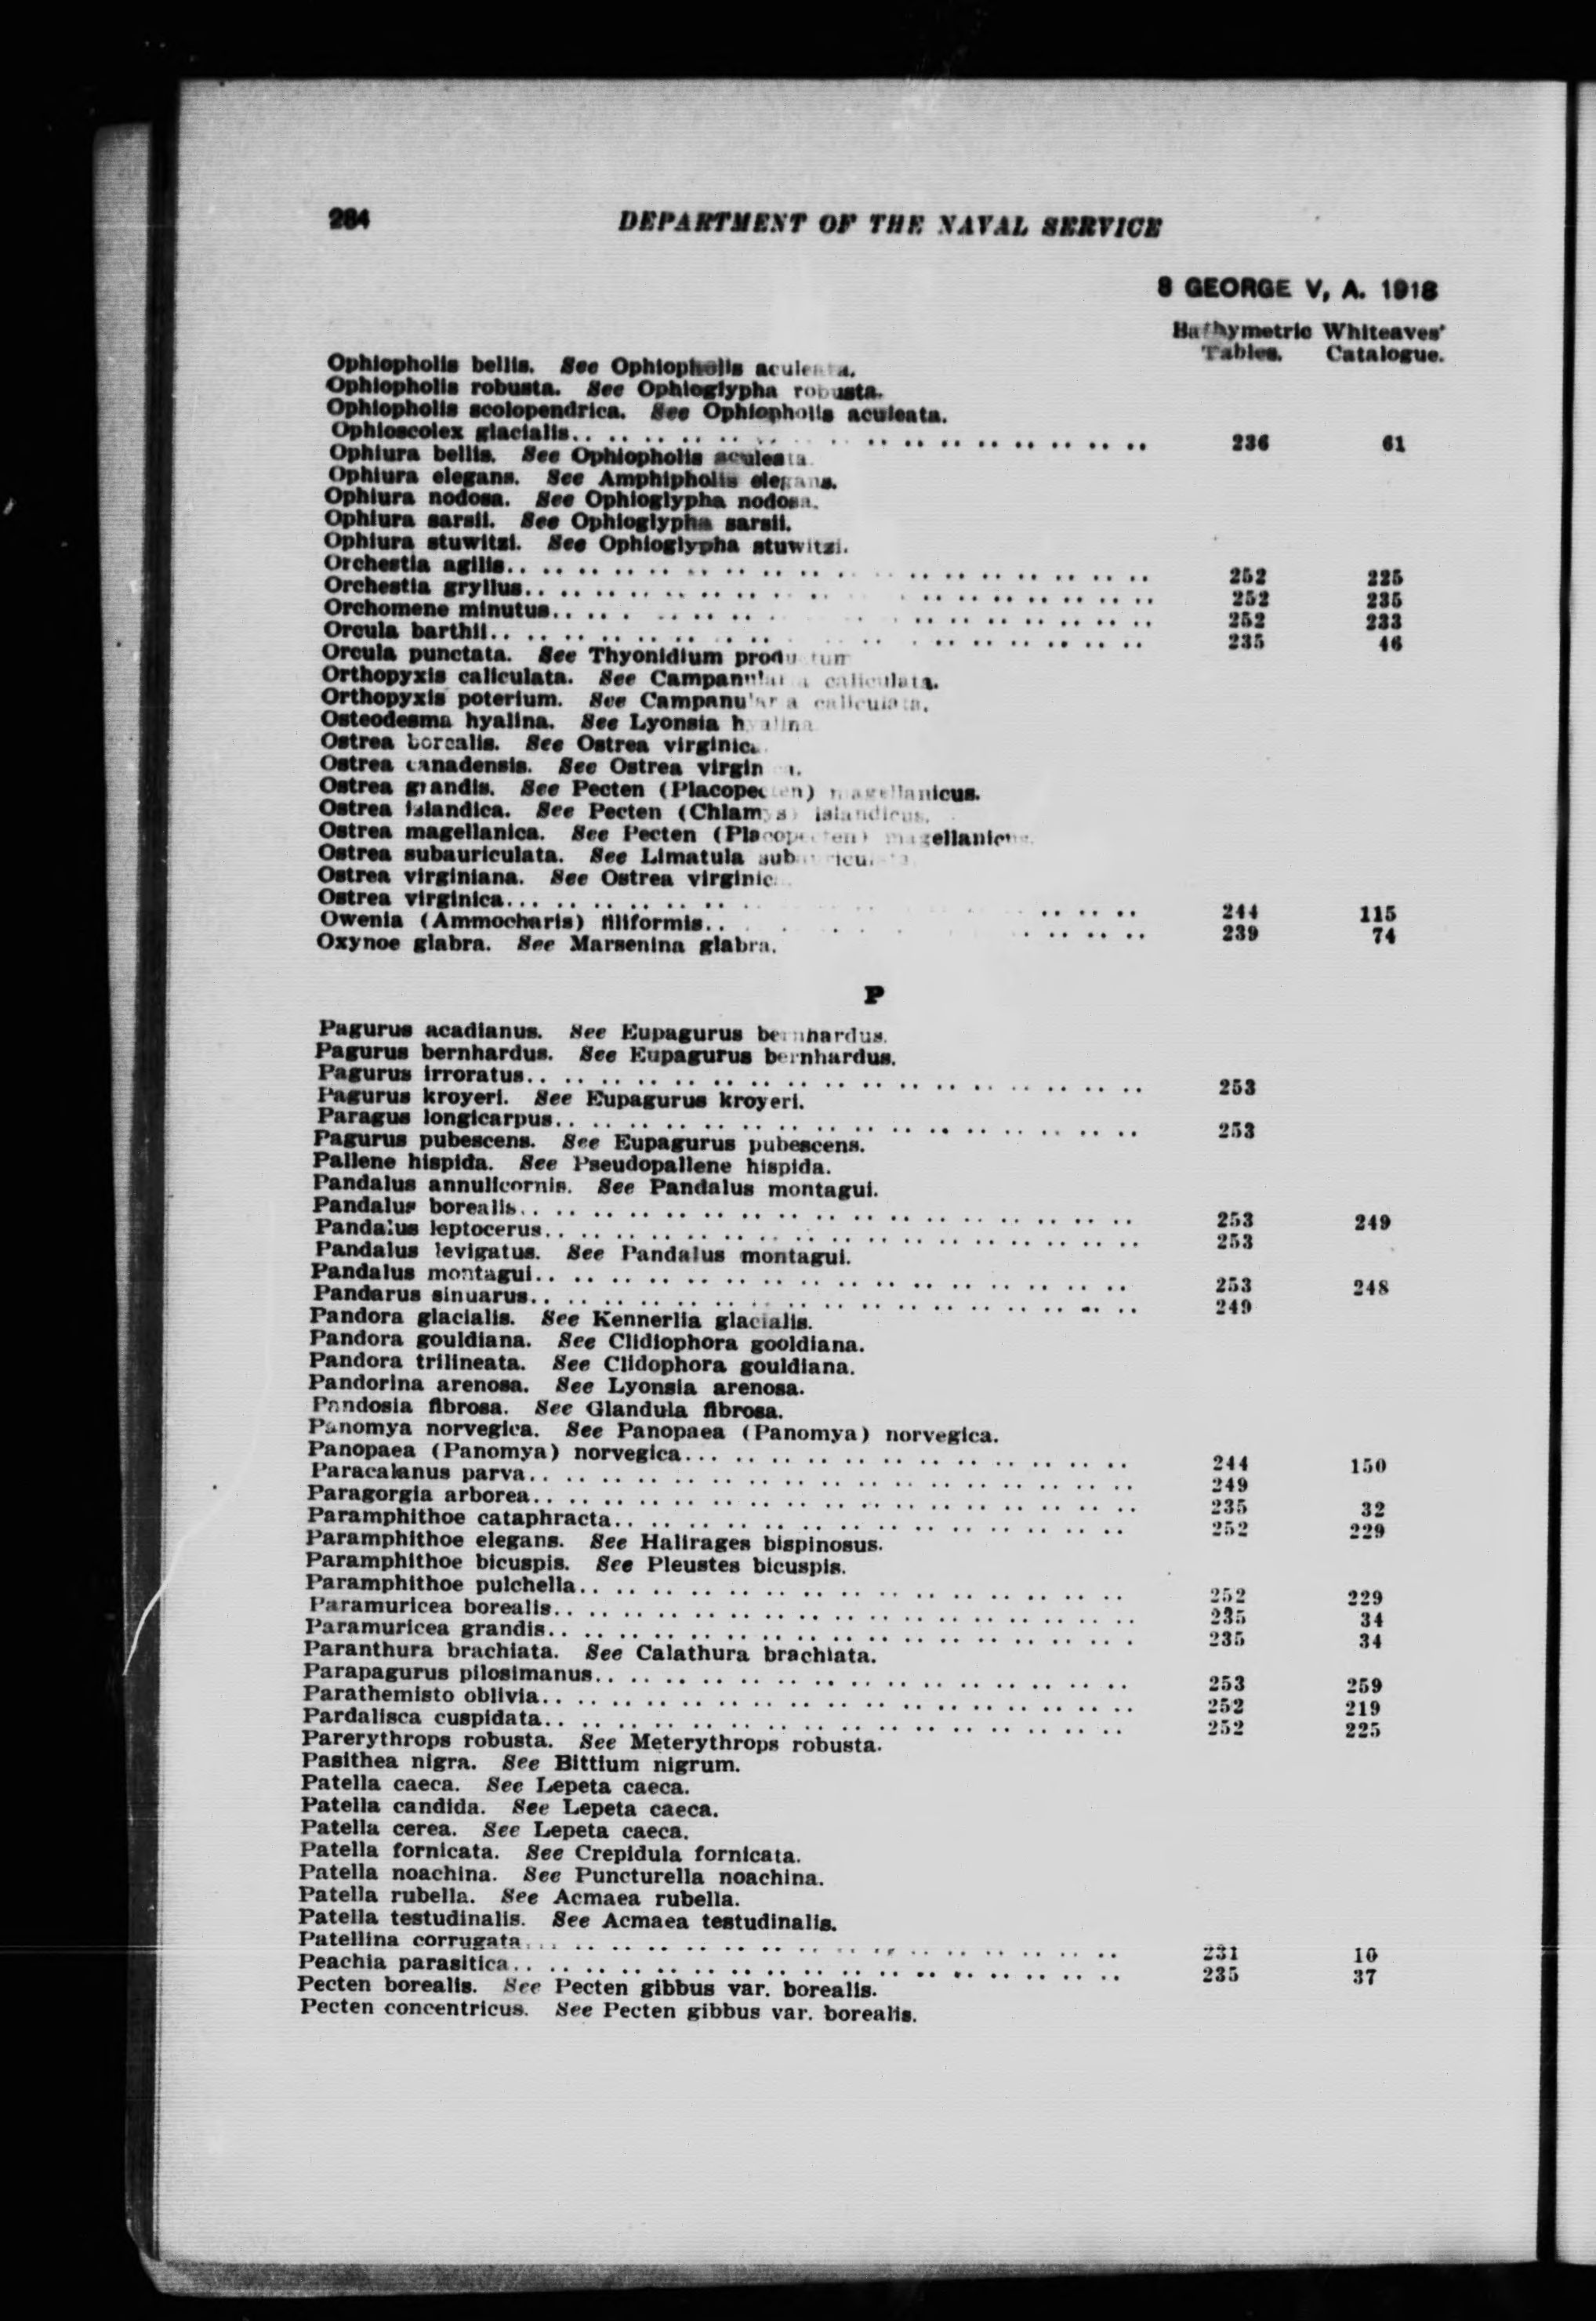 284 DEPARTMENT OF THE NAVAL SERVICE
8 GEORGE V, A. 1918
Bathymetric Whiteaves'
Tables. Catalogue.
Ophiopholis bellis. See Ophiopholis aculeata.
Ophiopholis robusta. See Ophioglypha robusta.
Ophiopholis scolopendrica. See Ophiopholis aculeata.
Ophioscolex glacialis.. .. .. .. .. .. .. .. .. .. .. .. .. .. .. .. 236 61
Ophiura bellis. See Ophiopholis aculeata
Ophiura elegans. See Amphipholis elegans.
Ophiura nodosa. See Ophioglypha nodosa.
Ophiura sarsii. See Ophioglypha sarsii.
Ophiura stuwitzi. See Ophioglypha stuwitzi.
Orchestia agilis.. .. .. .. .. .. .. .. .. .. .. .. .. .. .. .. .. .. 252 225
Orchestia gryllus.. .. .. .. .. .. .. .. .. .. .. .. .. .. .. .. .. 252 235
Orchomene minutus.. .. .. .. .. .. .. .. .. .. .. .. .. .. .. 252 233
Orcula barthii.. .. .. .. .. .. .. .. .. .. .. .. .. .. .. .. .. 235 46
Orcula punctata. See Thyonidium productum
Orthopyxis caliculata. See Campanularia caliculata.
Orthopyxis poterium. See Campanularia caliculata.
Osteodesma hyalina. See Lyonsia hyalina
Ostrea borealis. See Ostrea virginica
Ostrea canadensis. See Ostrea virginica.
Ostrea grandis. See Pecten (Placopecten) magellanicus.
Ostrea islandica. See Pecten (Chlamys) islandicus.
Ostrea magellanica. See Pecten (Placopecten) magellanicus.
Ostrea subauriculata. See Limatula subauriculata
Ostrea virginiana. See Ostrea virginica
Ostrea virginica... .. .. .. .. .. .. .. .. .. 244 115
Owenia (Ammocharis) filiformis.. .. .. .. .. 239 74
Oxynoe glabra. See Marsenina glabra.
P
Pagurus acadianus. See Eupagurus bernhardus.
Pagurus bernhardus. See Eupagurus bernhardus.
Pagurus irroratus.. .. .. .. .. .. .. .. .. .. .. .. .. .. .. .. .. 253
Pagurus kroyeri. See Eupagurus kroyeri.
Paragus longicarpus.. .. .. .. .. .. .. .. .. .. .. .. .. .. .. .. 253
Pagurus pubescens. See Eupagurus pubescens.
Pallene hispida. See Pseudopallene hispida.
Pandalus annulicornis. See Pandalus montagui.
Pandalus borealis.. .. .. .. .. .. .. .. .. .. .. .. .. .. .. .. .. 253 249
Pandalus leptocerus.. .. .. .. .. .. .. .. .. .. .. .. .. .. .. .. 253
Pandalus levigatus. See Pandalus montagui.
Pandalus montagui.. .. .. .. .. .. .. .. .. .. .. .. .. .. .. .. 253 248
Pandarus sinuarus.. .. .. .. .. .. .. .. .. .. .. .. .. .. .. .. .. 249
Pandora glacialis. See Kennerlia glacialis.
Pandora gouldiana. See Clidiophora gooldiana.
Pandora trilineata. See Clidophora gouldiana.
Pandorina arenosa. See Lyonsia arenosa.
Pandosia fibrosa. See Glandula fibrosa.
Panomya norvegica. See Panopaea (Panomya) norvegica.
Panopaea (Panomya) norvegica... .. .. .. .. .. .. .. .. .. .. .. 244 150
Paracalanus parva.. .. .. .. .. .. .. .. .. .. .. .. .. .. .. .. .. 249
Paragorgia arborea.. .. .. .. .. .. .. .. .. .. .. .. .. .. .. .. .. 235 32
Paramphithoe cataphracta.. .. .. .. .. .. .. .. .. .. .. .. .. .. 252 229
Paramphithoe elegans. See Halirages bispinosus.
Paramphithoe bicuspis. See Pleustes bicuspis.
Paramphithoe pulchella.. .. .. .. .. .. .. .. .. .. .. .. .. .. .. 252 229
Paramuricea borealis.. .. .. .. .. .. .. .. .. .. .. .. .. .. .. .. 235 34
Paramuricea grandis.. .. .. .. .. .. .. .. .. .. .. .. .. .. .. .. 235 34
Paranthura brachiata. See Calathura brachiata.
Parapagurus pilosimanus.. .. .. .. .. .. .. .. .. .. .. .. .. .. .. 253 259
Parathemisto oblivia.. .. .. .. .. .. .. .. .. .. .. .. .. .. .. .. 252 219
Pardalisca cuspidata.. .. .. .. .. .. .. .. .. .. .. .. .. .. .. .. 252 225
Parerythrops robusta. See Meterythrops robusta.
Pasithea nigra. See Bittium nigrum.
Patella caeca. See Lepeta caeca.
Patella candida. See Lepeta caeca.
Patella cerea. See Lepeta caeca.
Patella fornicata. See Crepidula fornicata.
Patella noachina. See Puncturella noachina.
Patella rubella. See Acmaea rubella.
Patella testudinalis. See Acmaea testudinalis.
Patellina corrugata... .. .. .. .. .. .. .. .. .. .. .. .. .. .. .. 231 10
Peachia parasitica.. .. .. .. .. .. .. .. .. .. .. .. .. .. .. .. .. 235 37
Pecten borealis. See Pecten gibbus var. borealis.
Pecten concentricus. See Pecten gibbus var. borealis.